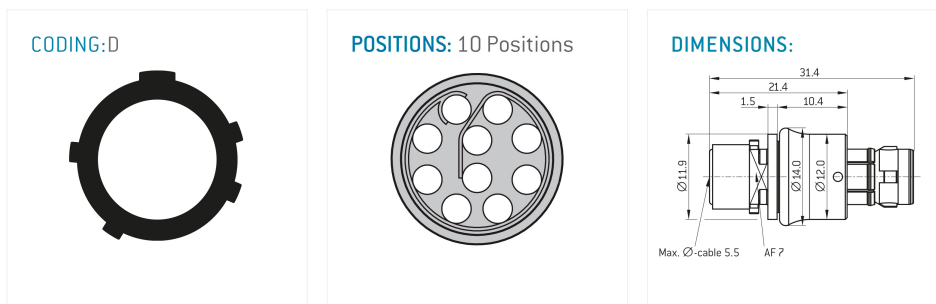 CODING:D
POSITIONS: 10 Positions
DIMENSIONS:
31.4
21.4
1.5 10.4
Ø11.9
Ø14.0
Ø12.0
Max. Ø-cable 5.5 AF 7